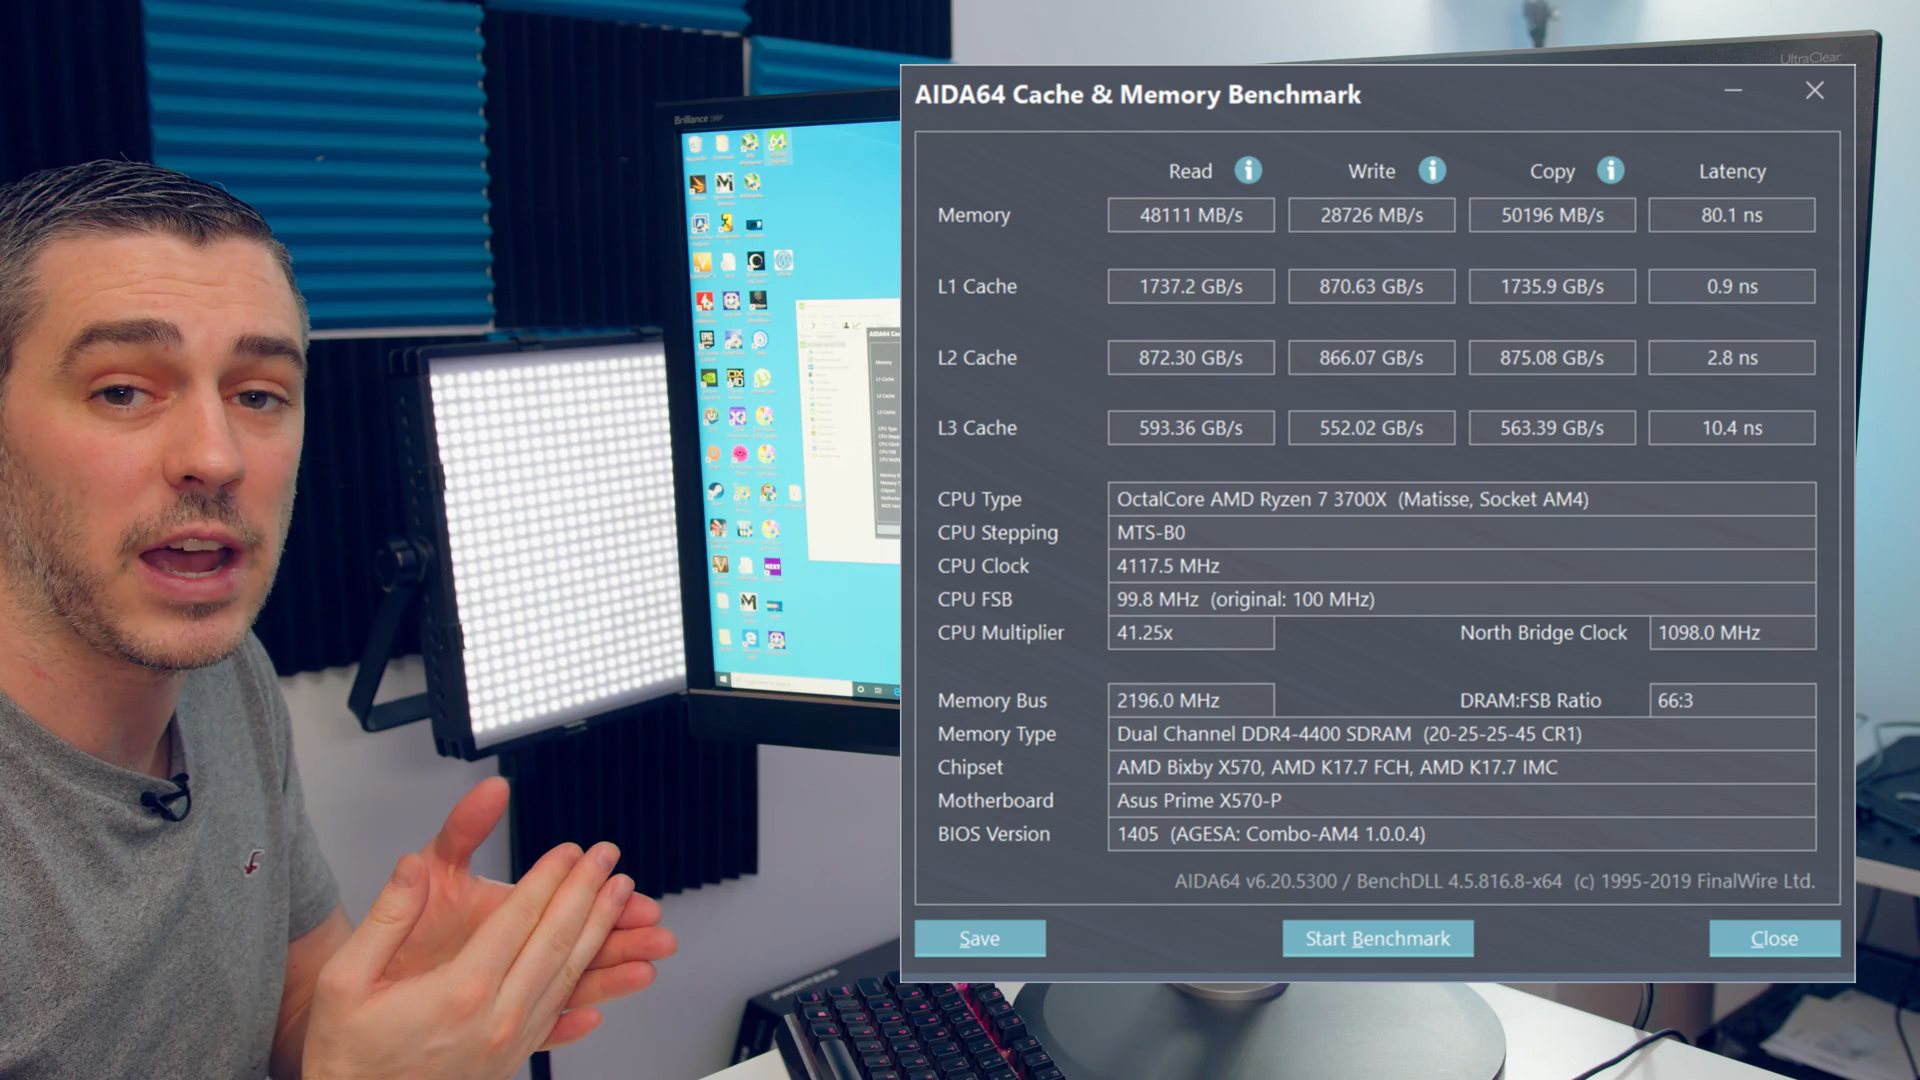 UltraClear
Brilliance
AIDA64 Cache & Memory Benchmark
Read Write Copy Latency
Memory 48111 MB/s 28726 MB/s 50196 MB/s 80.1 ns
L1 Cache 1737.2 GB/s 870.63 GB/s 1735.9 GB/s 0.9 ns
L2 Cache 872.30 GB/s 866.07 GB/s 875.08 GB/s 2.8 ns
L3 Cache 593.36 GB/s 552.02 GB/s 563.39 GB/s 10.4 ns
CPU Type OctalCore AMD Ryzen 7 3700X (Matisse, Socket AM4)
CPU Stepping MTS-B0
CPU Clock 4117.5 MHz
CPU FSB 99.8 MHz (original: 100 MHz)
CPU Multiplier 41.25x North Bridge Clock 1098.0 MHz
Memory Bus 2196.0 MHz DRAM:FSB Ratio 66:3
Memory Type Dual Channel DDR4-4400 SDRAM (20-25-25-45 CR1)
Chipset AMD Bixby X570, AMD K17.7 FCH, AMD K17.7 IMC
Motherboard Asus Prime X570-P
BIOS Version 1405 (AGESA: Combo-AM4 1.0.0.4)
AIDA64 v6.20.5300 / BenchDLL 4.5.816.8-x64 (c) 1995-2019 FinalWire Ltd.
Save Start Benchmark Close